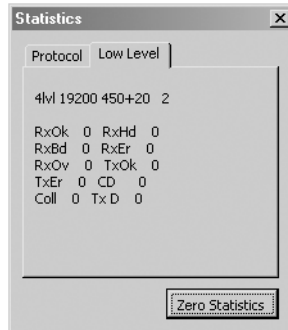 Statistics
Protocol Low Level
4lvl 19200 450+20 2
RxOk 0 RxHd 0
RxBd 0 RxEr 0
RxOv 0 TxOk 0
TxEr 0 CD 0
Coll 0 Tx D 0
Zero Statistics